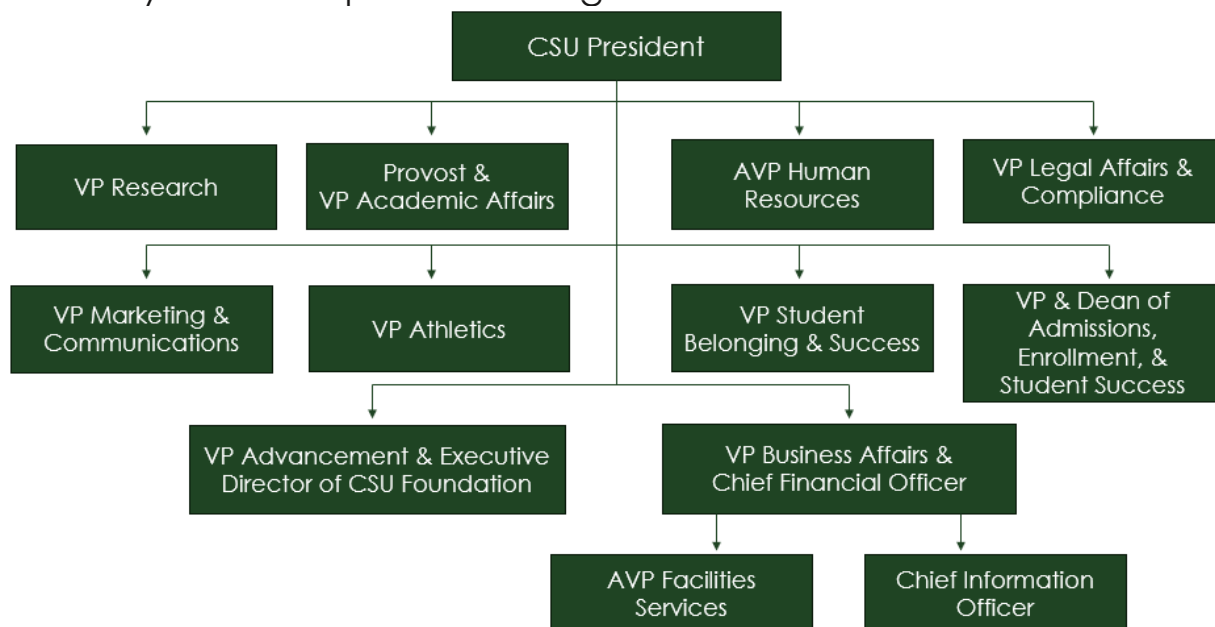 CSU President
VP Research
Provost &
VP Academic Affairs
AVP Human
Resources
VP Legal Affairs &
Compliance
VP Marketing &
Communications
VP Athletics
VP Student
Belonging & Success
VP & Dean of
Admissions,
Enrollment, &
Student Success
VP Advancement & Executive
Director of CSU Foundation
VP Business Affairs &
Chief Financial Officer
AVP Facilities
Services
Chief Information
Officer